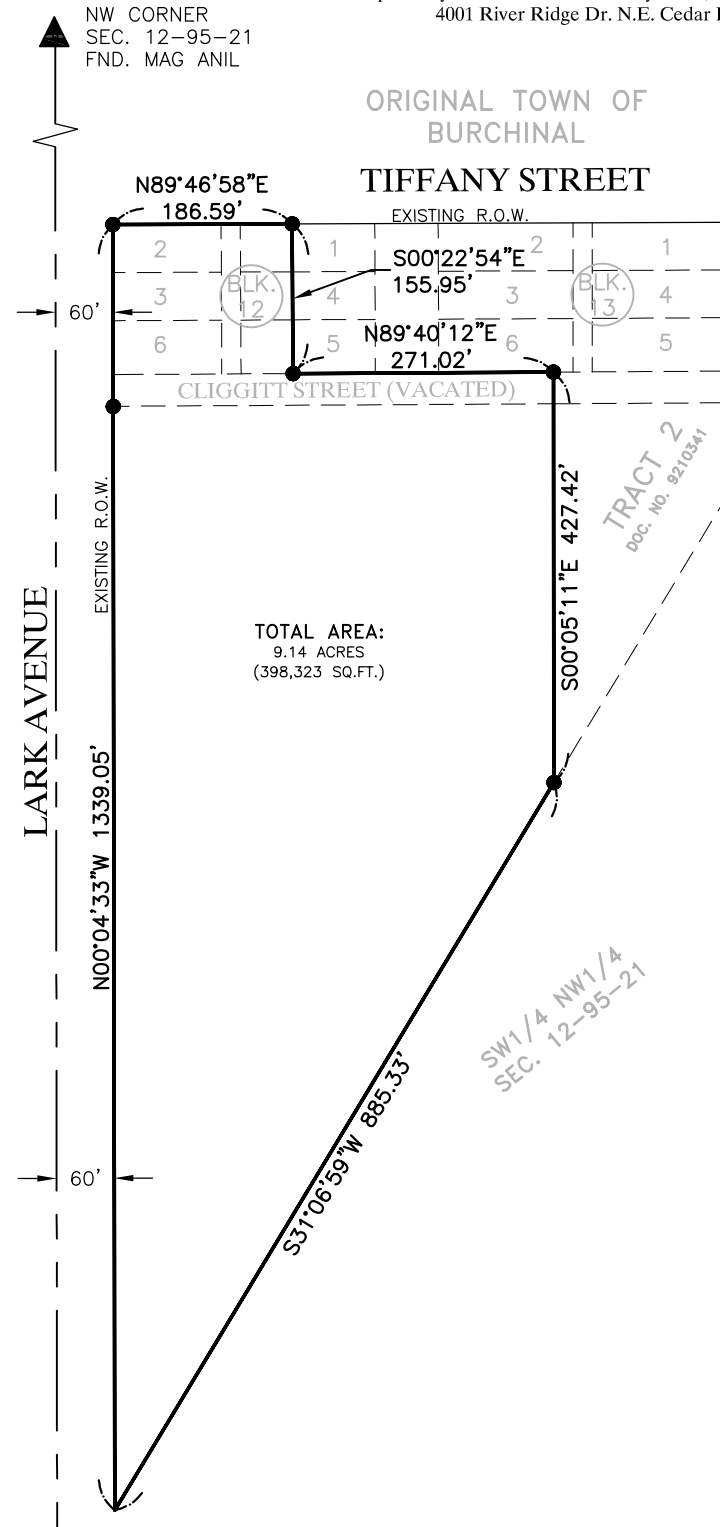 4001 River Ridge Dr. N.E. Cedar
NW CORNER
SEC. 12-95-21
FND. MAG ANIL
ORIGINAL TOWN OF
BURCHINAL
TIFFANY STREET
EXISTING R.O.W.
N89°46'58"E
186.59'
2
1
2
1
S00°22'54"E
155.95'
BLK.
12
BLK.
13
3
4
3
4
60'
N89°40'12"E
271.02'
6
5
6
5
CLIGGITT STREET (VACATED)
TRACT 2
DOC. NO. 9210341
EXISTING R.O.W.
S00°05'11"E 427.42'
LARK AVENUE
TOTAL AREA:
9.14 ACRES
(398,323 SQ.FT.)
N00°04'33"W 1339.05'
SW1/4 NW1/4
SEC. 12-95-21
S31°06'59"W 885.33'
60'